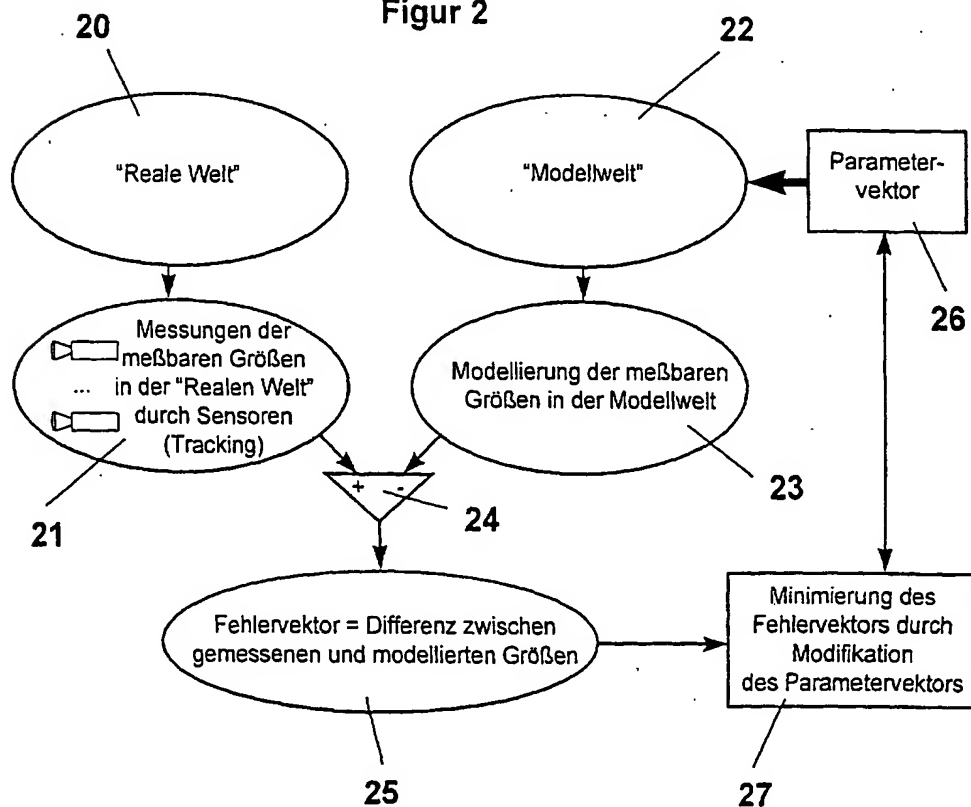 Figur 2
20
22
"Reale Welt"
"Modellwelt"
Parameter-
vektor
26
Messungen der
meßbaren Größen
... in der "Realen Welt"
durch Sensoren
(Tracking)
Modellierung der meßbaren
Größen in der Modellwelt
21
+ -
24
23
Fehlervektor = Differenz zwischen
gemessenen und modellierten Größen
Minimierung des
Fehlervektors durch
Modifikation
des Parametervektors
25
27